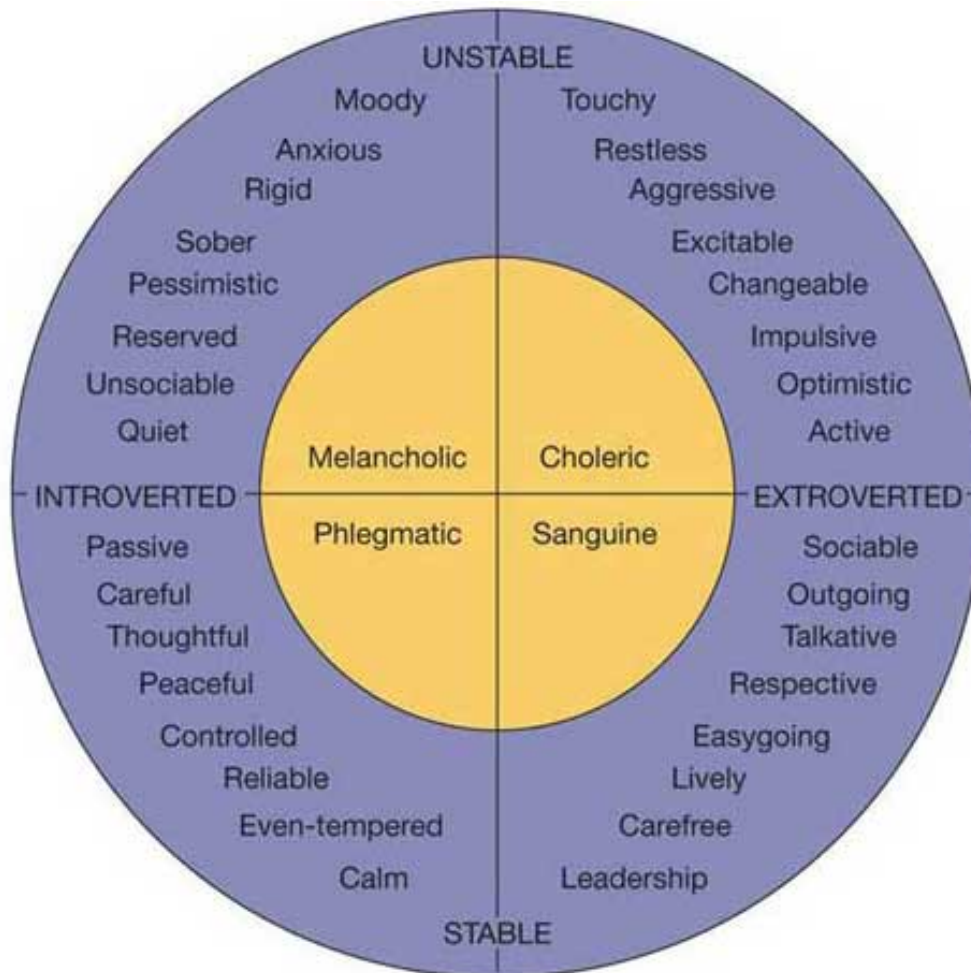 UNSTABLE
Moody
Touchy
Anxious
Restless
Rigid
Aggressive
Sober
Excitable
Pessimistic
Changeable
Reserved
Impulsive
Unsociable
Optimistic
Quiet
Active
Melancholic
Choleric
INTROVERTED
EXTROVERTED
Phlegmatic
Sanguine
Passive
Sociable
Careful
Outgoing
Thoughtful
Talkative
Peaceful
Respective
Controlled
Easygoing
Reliable
Lively
Even-tempered
Carefree
Calm
Leadership
STABLE